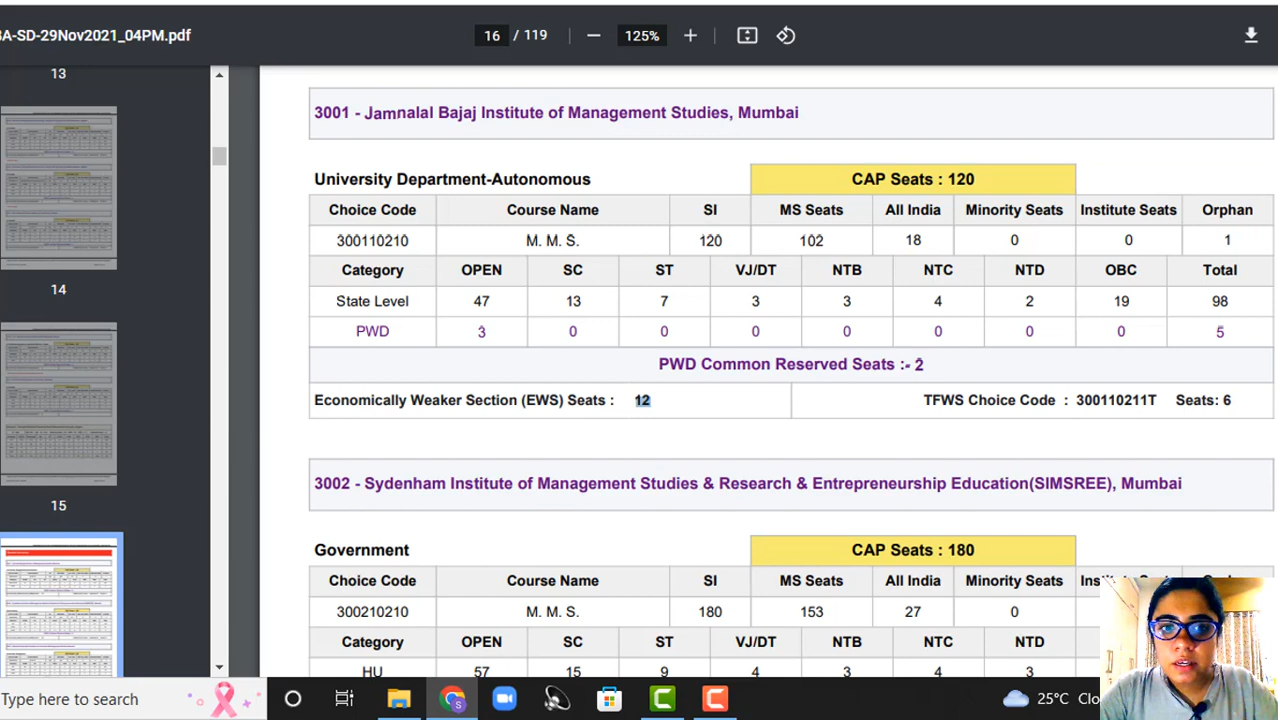 BA-SD-29Nov2021_04PM.pdf
16 / 119
125%
13
14
15
3001 - Jamnalal Bajaj Institute of Management Studies, Mumbai
University Department-Autonomous CAP Seats : 120
Choice Code Course Name SI MS Seats All India Minority Seats Institute Seats Orphan
300110210 M. M. S. 120 102 18 0 0 1
Category OPEN SC ST VJ/DT NTB NTC NTD OBC Total
State Level 47 13 7 3 3 4 2 19 98
PWD 3 0 0 0 0 0 0 0 5
PWD Common Reserved Seats :- 2
Economically Weaker Section (EWS) Seats : 12 TFWS Choice Code : 300110211T Seats: 6
3002 - Sydenham Institute of Management Studies & Research & Entrepreneurship Education(SIMSREE), Mumbai
Government CAP Seats : 180
Choice Code Course Name SI MS Seats All India Minority Seats
300210210 M. M. S. 180 153 27 0
Category OPEN SC ST VJ/DT NTB NTC NTD
HU 57 15 9 4 3 4 3
Type here to search
25°C Clo